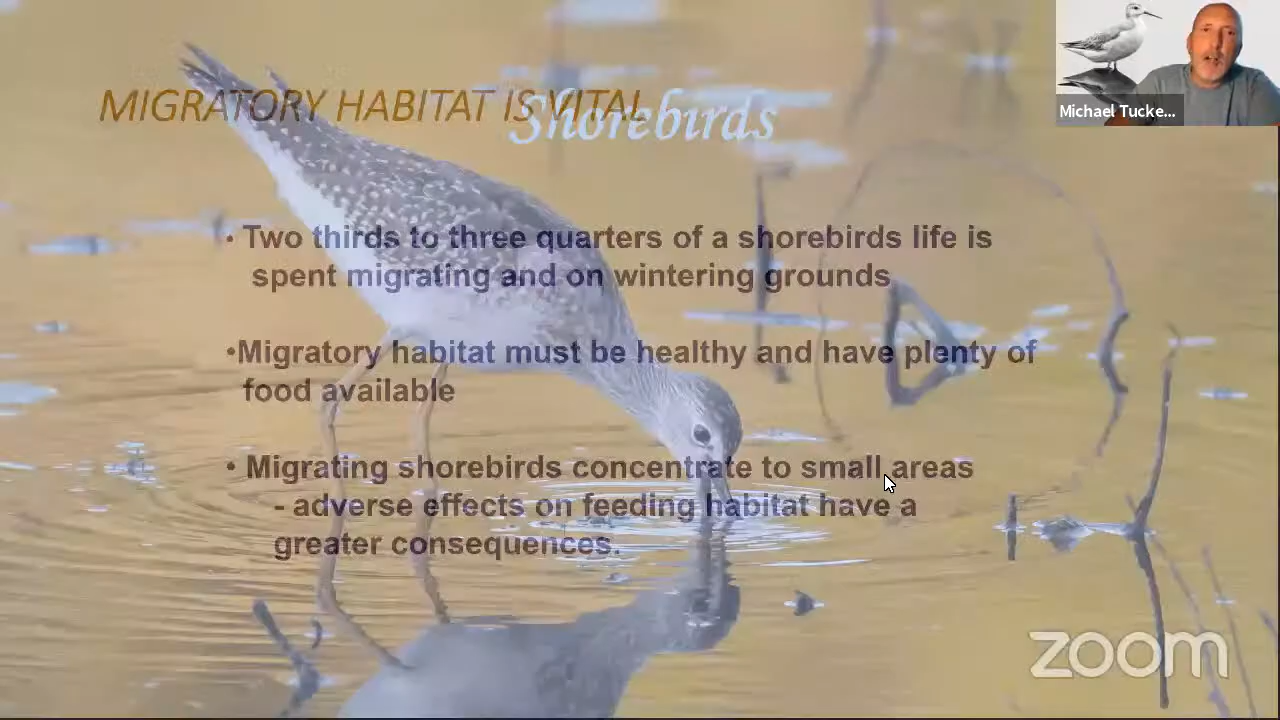 MIGRATORY HABITAT IS VITAL
Shorebirds
Michael Tucke...
• Two thirds to three quarters of a shorebirds life is
spent migrating and on wintering grounds
•Migratory habitat must be healthy and have plenty of
food available
• Migrating shorebirds concentrate to small areas
- adverse effects on feeding habitat have a
greater consequences.
zoom